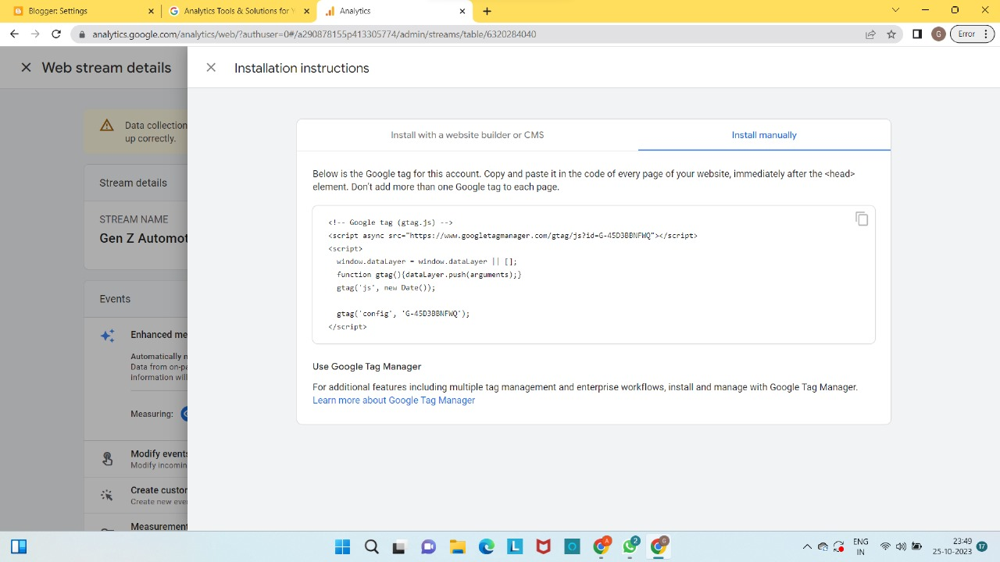 Blogger: Settings
Analytics Tools & Solutions for Y
Analytics
analytics.google.com/analytics/web/?authuser=0#/a290878155p413305774/admin/streams/table/6320284040
G
Error
Web stream details
Installation instructions
Data collection
up correctly.
Stream details
STREAM NAME
Gen Z Automot
Events
Enhanced me
Automatically m
Data from on-pa
information will
Measuring:
Modify events
Modify incomin
Create custor
Create new eve
Measurement
Install with a website builder or CMS
Install manually
Below is the Google tag for this account. Copy and paste it in the code of every page of your website, immediately after the <head>
element. Don't add more than one Google tag to each page.
<!-- Google tag (gtag.js) -->
<script async src="https://www.googletagmanager.com/gtag/js?id=G-45D3BBNFWQ"></script>
<script>
window.dataLayer = window.dataLayer || [];
function gtag(){dataLayer.push(arguments);}
gtag('js', new Date());
gtag('config', 'G-45D3BBNFWQ');
</script>
Use Google Tag Manager
For additional features including multiple tag management and enterprise workflows, install and manage with Google Tag Manager.
Learn more about Google Tag Manager
L
A
2
G
ENG
IN
23:49
25-10-2023
17